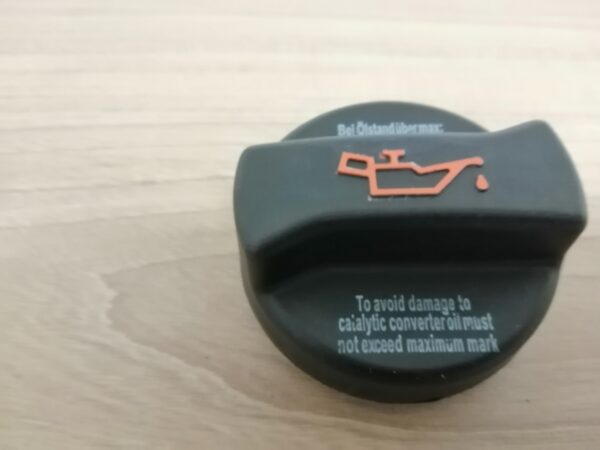 Bei Ölstand über max:
To avoid damage to
catalytic converter oil must
not exceed maximum mark